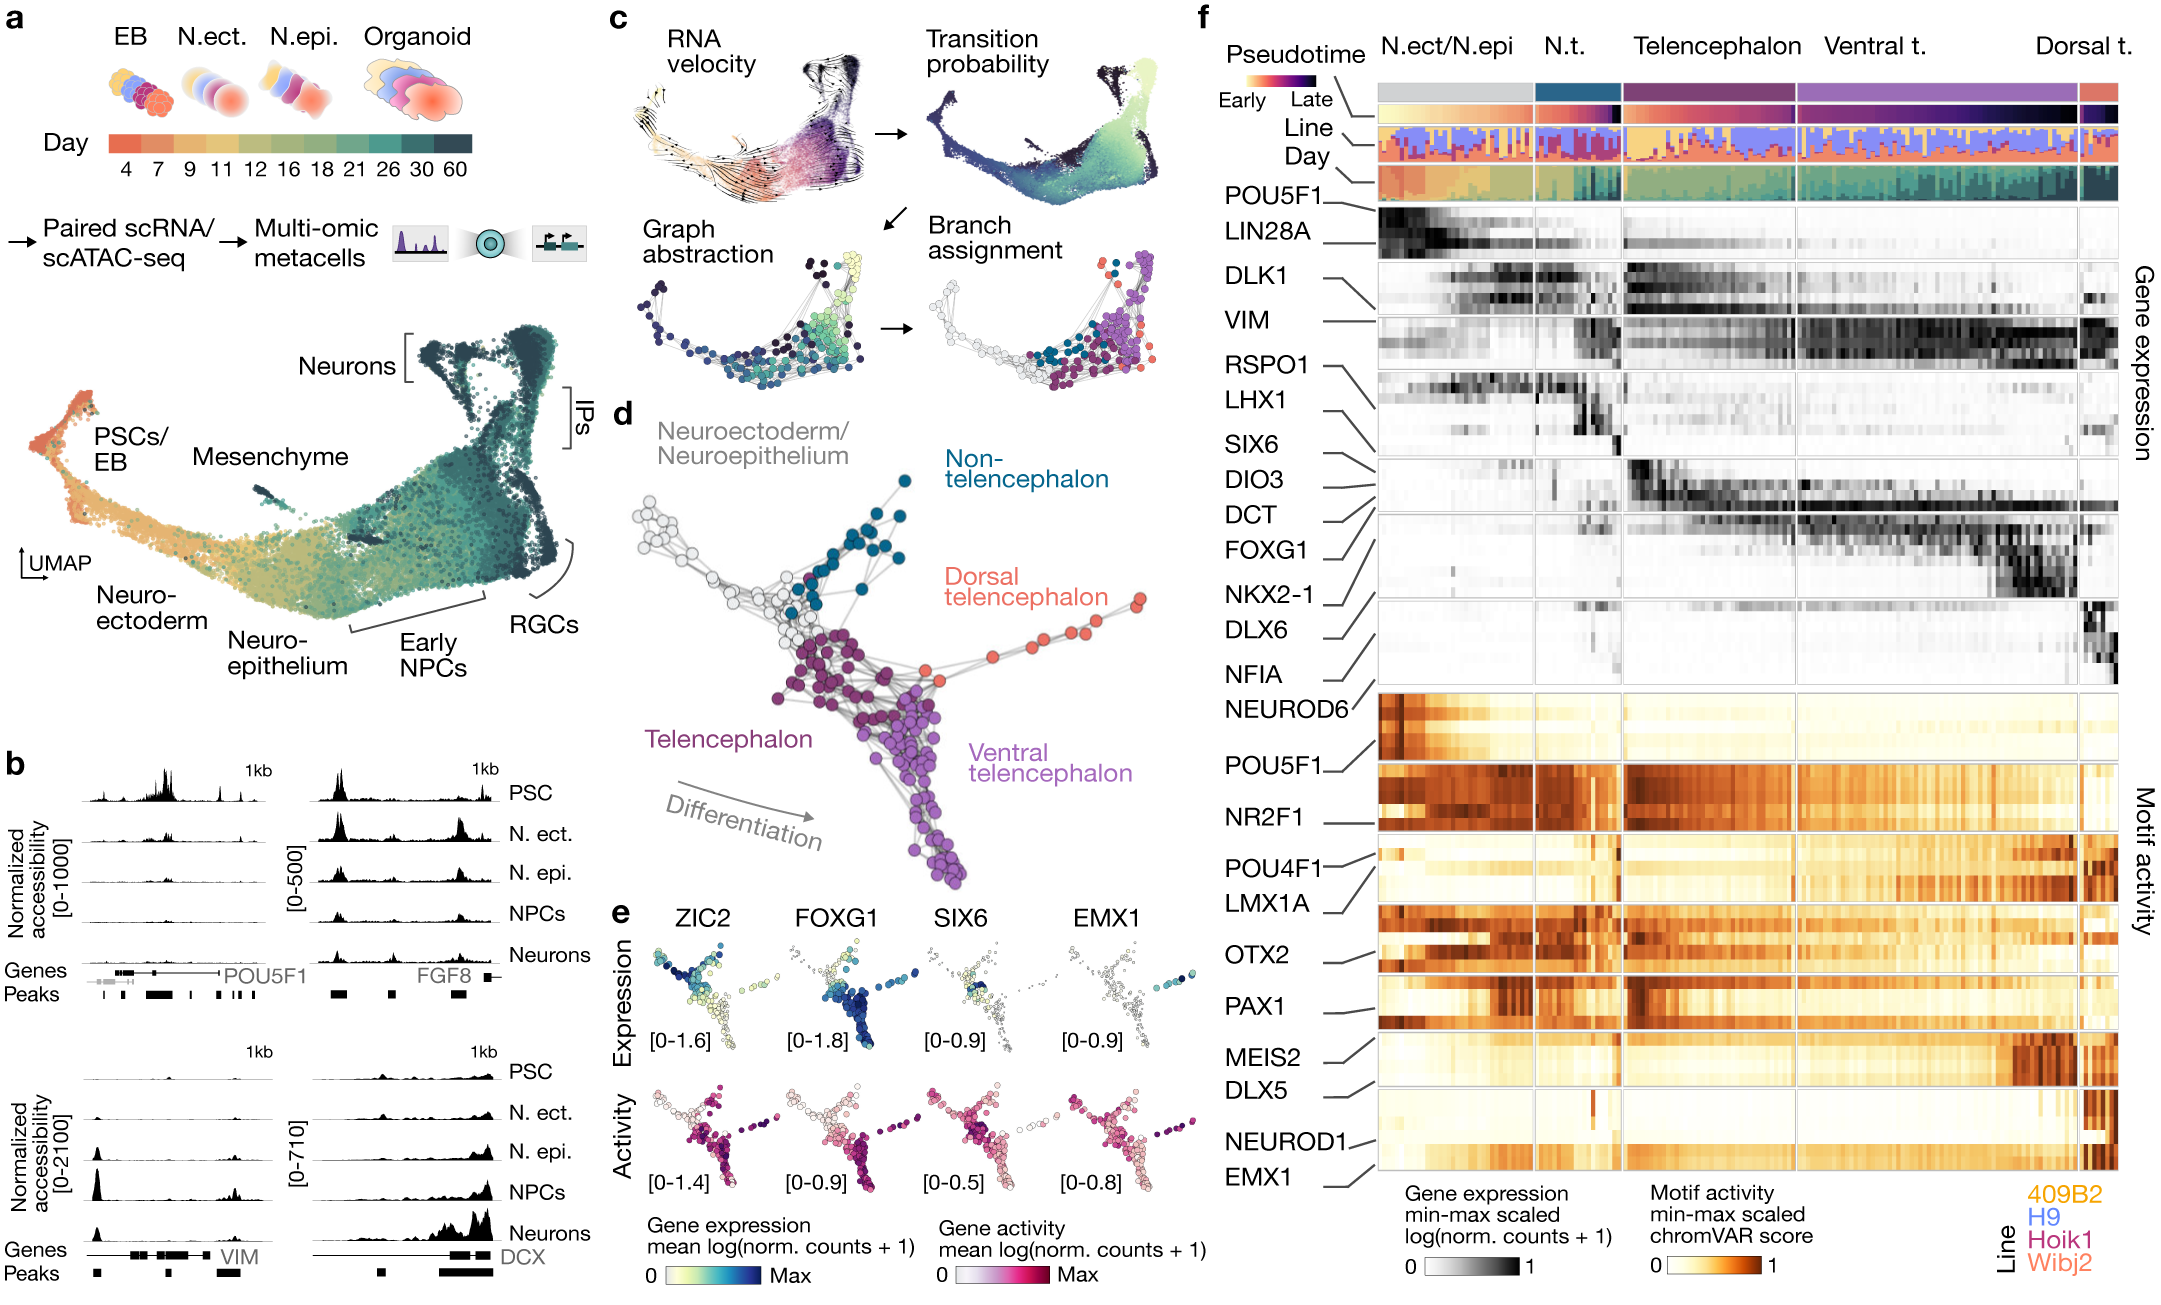 a
EB
N.ect.
N.epi.
Organoid
Day
4 7 9 11 12 16 18 21 26 30 60
Paired scRNA/
scATAC-seq
Multi-omic
metacells
Neurons
IPs
PSCs/
EB
Mesenchyme
UMAP
Neuro-
ectoderm
Neuro-
epithelium
Early
NPCs
RGCs
b
Normalized
accessibility
[0–1000]
1kb
[0–500]
1kb
PSC
N. ect.
N. epi.
NPCs
Neurons
Genes
POU5F1
FGF8
Peaks
Normalized
accessibility
[0–2100]
1kb
[0–710]
1kb
PSC
N. ect.
N. epi.
NPCs
Neurons
Genes
VIM
DCX
Peaks
c
RNA
velocity
Transition
probability
Graph
abstraction
Branch
assignment
d
Neuroectoderm/
Neuroepithelium
Non-
telencephalon
Dorsal
telencephalon
Telencephalon
Ventral
telencephalon
Differentiation
e
ZIC2
FOXG1
SIX6
EMX1
Expression
[0–1.6]
[0–1.8]
[0–0.9]
[0–0.9]
Activity
[0–1.4]
[0–0.9]
[0–0.5]
[0–0.8]
Gene expression
mean log(norm. counts + 1)
0 Max
Gene activity
mean log(norm. counts + 1)
0 Max
f
N.ect/N.epi
N.t.
Telencephalon
Ventral t.
Dorsal t.
Pseudotime
Early Late
Line
Day
POU5F1
LIN28A
DLK1
VIM
RSPO1
LHX1
SIX6
DIO3
DCT
FOXG1
NKX2-1
DLX6
NFIA
NEUROD6
Gene expression
POU5F1
NR2F1
POU4F1
LMX1A
OTX2
PAX1
MEIS2
DLX5
NEUROD1
EMX1
Motif activity
Gene expression
min-max scaled
log(norm. counts + 1)
0 1
Motif activity
min-max scaled
chromVAR score
0 1
Line
409B2
H9
Hoik1
Wibj2